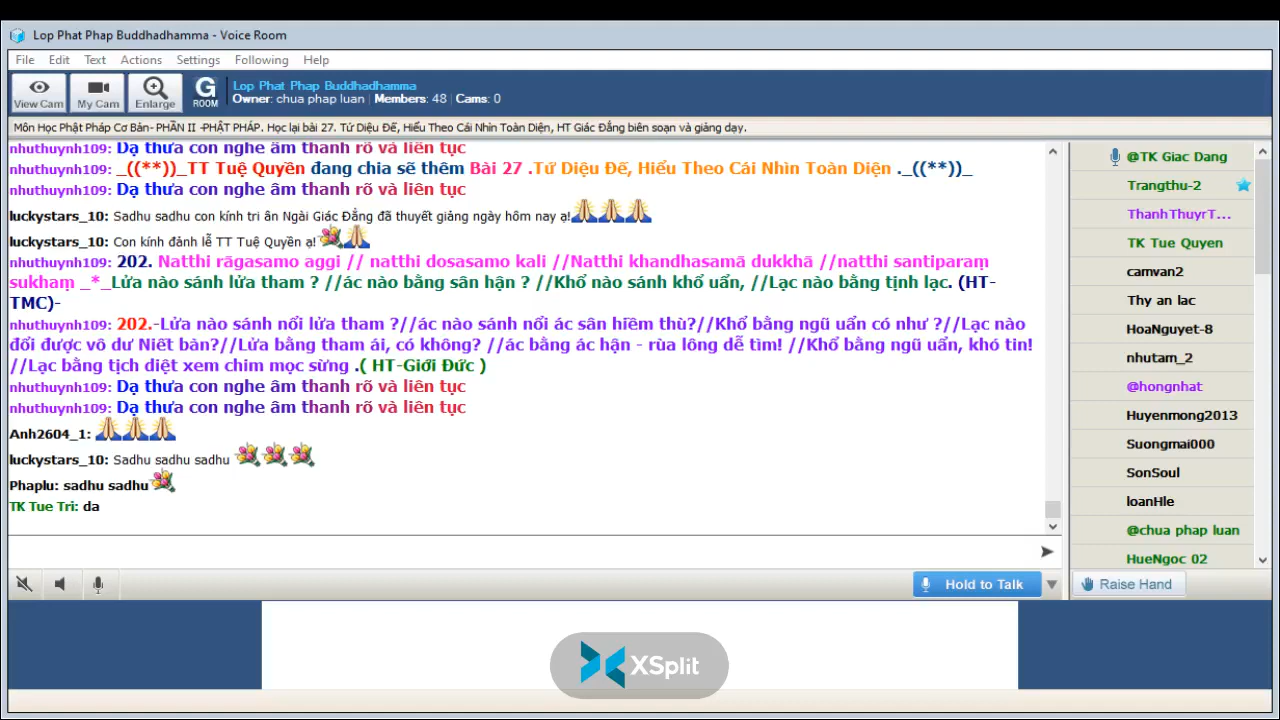 Lop Phat Phap Buddhadhamma - Voice Room
File Edit Text Actions Settings Following Help
View Cam My Cam Enlarge G ROOM
Lop Phat Phap Buddhadhamma
Owner: chua phap luan | Members: 48 | Cams: 0
Môn Học Phật Pháp Cơ Bản- PHẦN II -PHẬT PHÁP. Học lại bài 27. Tứ Diệu Đế, Hiểu Theo Cái Nhìn Toàn Diện, HT Giác Đẳng biên soạn và giảng dạy.
nhuthuynh109: Dạ thưa con nghe âm thanh rõ và liên tục
nhuthuynh109: _((**))_TT Tuệ Quyền đang chia sẽ thêm Bài 27 .Tứ Diệu Đế, Hiểu Theo Cái Nhìn Toàn Diện ._((**))_
nhuthuynh109: Dạ thưa con nghe âm thanh rõ và liên tục
luckystars_10: Sadhu sadhu con kính tri ân Ngài Giác Đẳng đã thuyết giảng ngày hôm nay ạ!
luckystars_10: Con kính đảnh lễ TT Tuệ Quyền ạ!
nhuthuynh109: 202. Natthi rāgasamo aggi // natthi dosasamo kali //Natthi khandhasamā dukkhā //natthi santiparaṃ
sukhaṃ _*_Lửa nào sánh lửa tham ? //ác nào bằng sân hận ? //Khổ nào sánh khổ uẩn, //Lạc nào bằng tịnh lạc. (HT-
TMC)-
nhuthuynh109: 202.-Lửa nào sánh nổi lửa tham ?//ác nào sánh nổi ác sân hiềm thù?//Khổ bằng ngũ uẩn có như ?//Lạc nào
đổi được vô dư Niết bàn?//Lửa bằng tham ái, có không? //ác bằng ác hận - rùa lông dễ tìm! //Khổ bằng ngũ uẩn, khó tin!
//Lạc bằng tịch diệt xem chim mọc sừng .( HT-Giới Đức )
nhuthuynh109: Dạ thưa con nghe âm thanh rõ và liên tục
nhuthuynh109: Dạ thưa con nghe âm thanh rõ và liên tục
Anh2604_1:
luckystars_10: Sadhu sadhu sadhu
Phaplu: sadhu sadhu
TK Tue Tri: da
@TK Giac Dang
Trangthu-2
ThanhThuyrT...
TK Tue Quyen
camvan2
Thy an lac
HoaNguyet-8
nhutam_2
@hongnhat
Huyenmong2013
Suongmai000
SonSoul
loanHle
@chua phap luan
HueNgoc 02
Hold to Talk
Raise Hand
XSplit